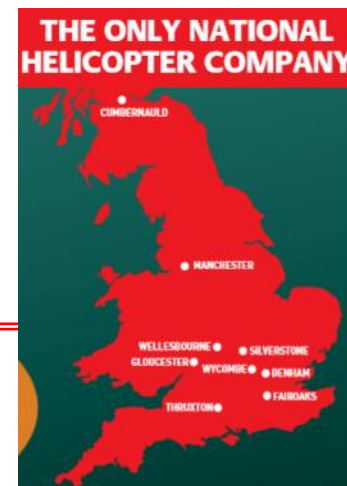 THE ONLY NATIONAL
HELICOPTER COMPANY
CUMBERNAULD
MANCHESTER
WELLESBOURNE
SILVERSTONE
GLOUCESTER
WYCOMBE
DENHAM
FAIROAKS
THRUXTON